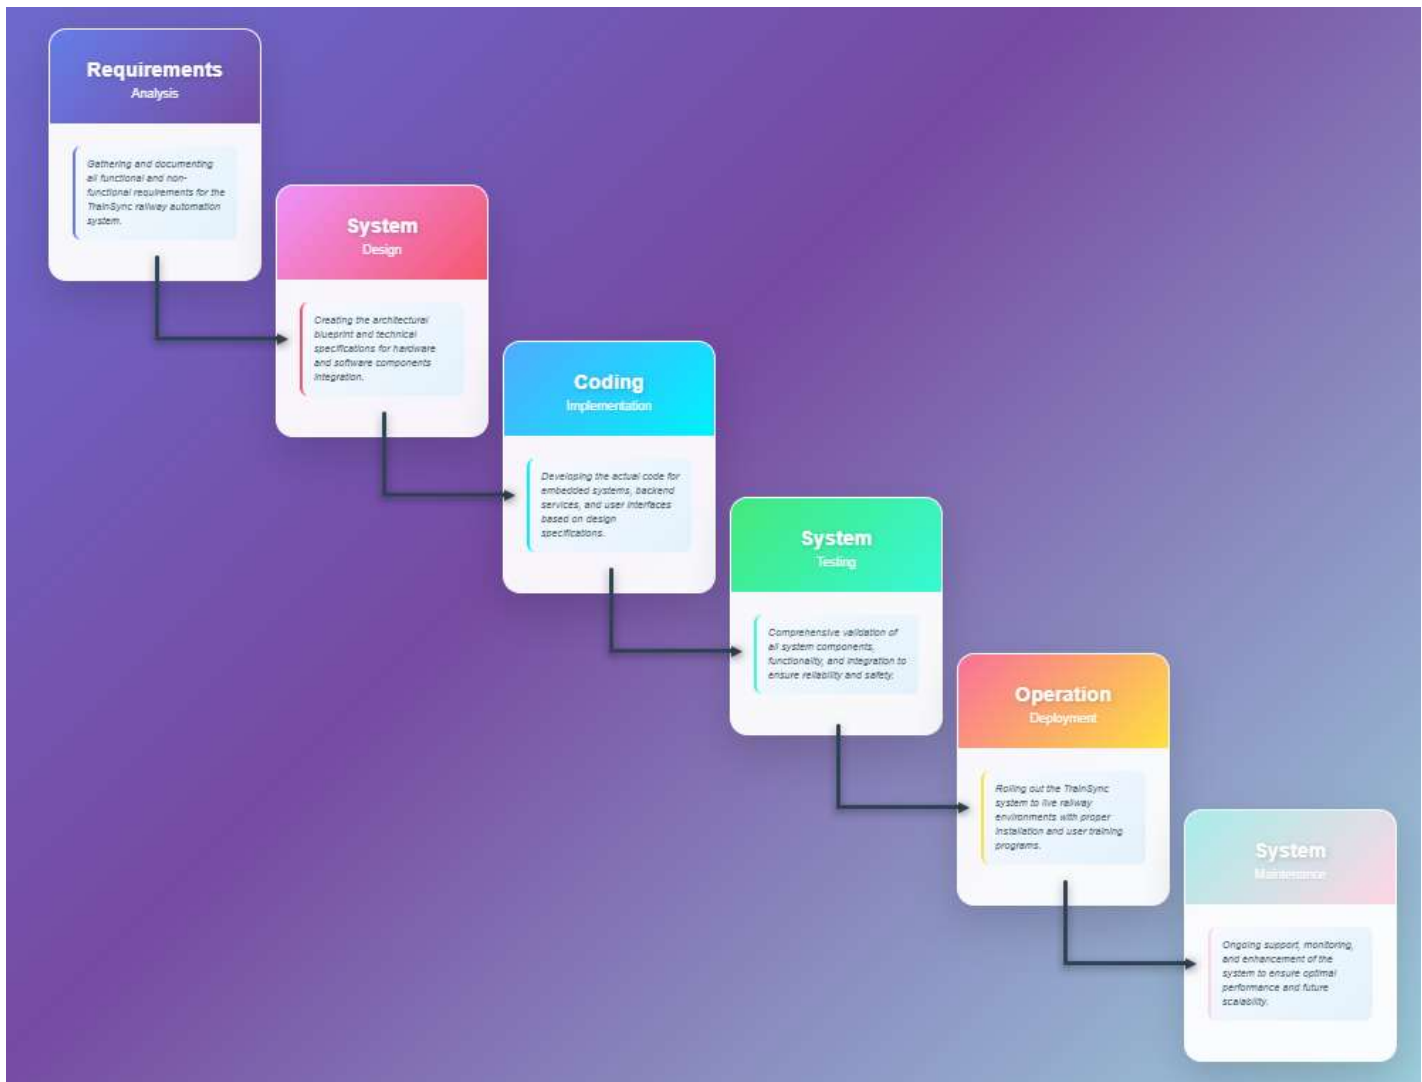 Requirements
Analysis
Gathering and documenting
all functional and non-
functional requirements for the
TrainSync railway automation
system.
System
Design
Creating the architectural
blueprint and technical
specifications for hardware
and software components
integration.
Coding
Implementation
Developing the actual code for
embedded systems, backend
services, and user interfaces
based on design
specifications.
System
Testing
Comprehensive validation of
all system components,
functionality, and integration to
ensure reliability and safety.
Operation
Deployment
Rolling out the TrainSync
system to live railway
environments with proper
installation and user training
programs.
System
Maintenance
Ongoing support, monitoring,
and enhancement of the
system to ensure optimal
performance and future
scalability.